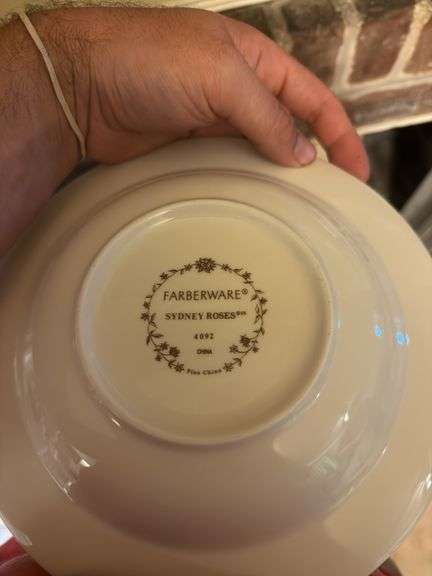 FARBERWARE®
SYDNEY ROSES
4092
CHINA
Fine China